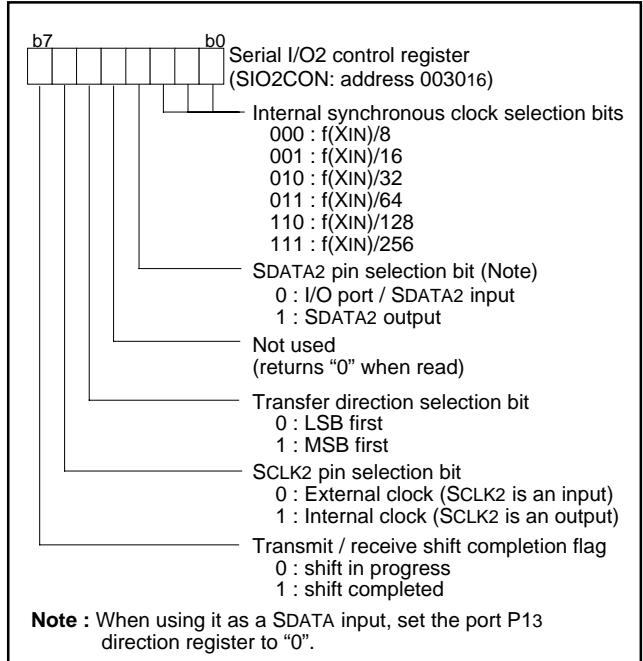 b7 b0
Serial I/O2 control register
(SIO2CON: address 003016)
Internal synchronous clock selection bits
000 : f(XIN)/8
001 : f(XIN)/16
010 : f(XIN)/32
011 : f(XIN)/64
110 : f(XIN)/128
111 : f(XIN)/256
SDATA2 pin selection bit (Note)
0 : I/O port / SDATA2 input
1 : SDATA2 output
Not used
(returns “0” when read)
Transfer direction selection bit
0 : LSB first
1 : MSB first
SCLK2 pin selection bit
0 : External clock (SCLK2 is an input)
1 : Internal clock (SCLK2 is an output)
Transmit / receive shift completion flag
0 : shift in progress
1 : shift completed
Note : When using it as a SDATA input, set the port P13
direction register to “0”.